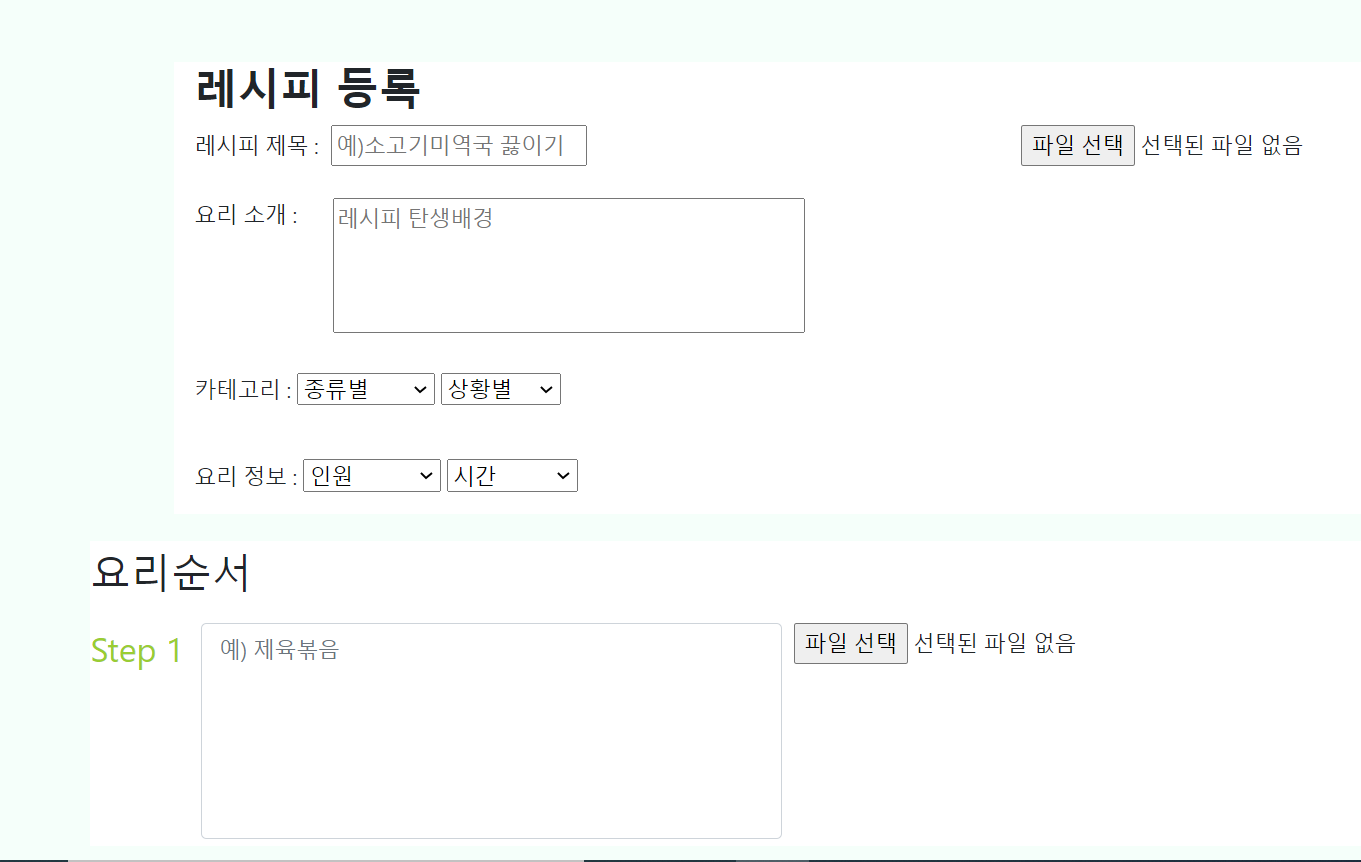 레시피 등록
레시피 제목 : 예)소고기미역국 끓이기 파일 선택 선택된 파일 없음
요리 소개 : 레시피 탄생배경
카테고리 : 종류별 상황별
요리 정보 : 인원 시간
요리순서
Step 1 예) 제육볶음 파일 선택 선택된 파일 없음